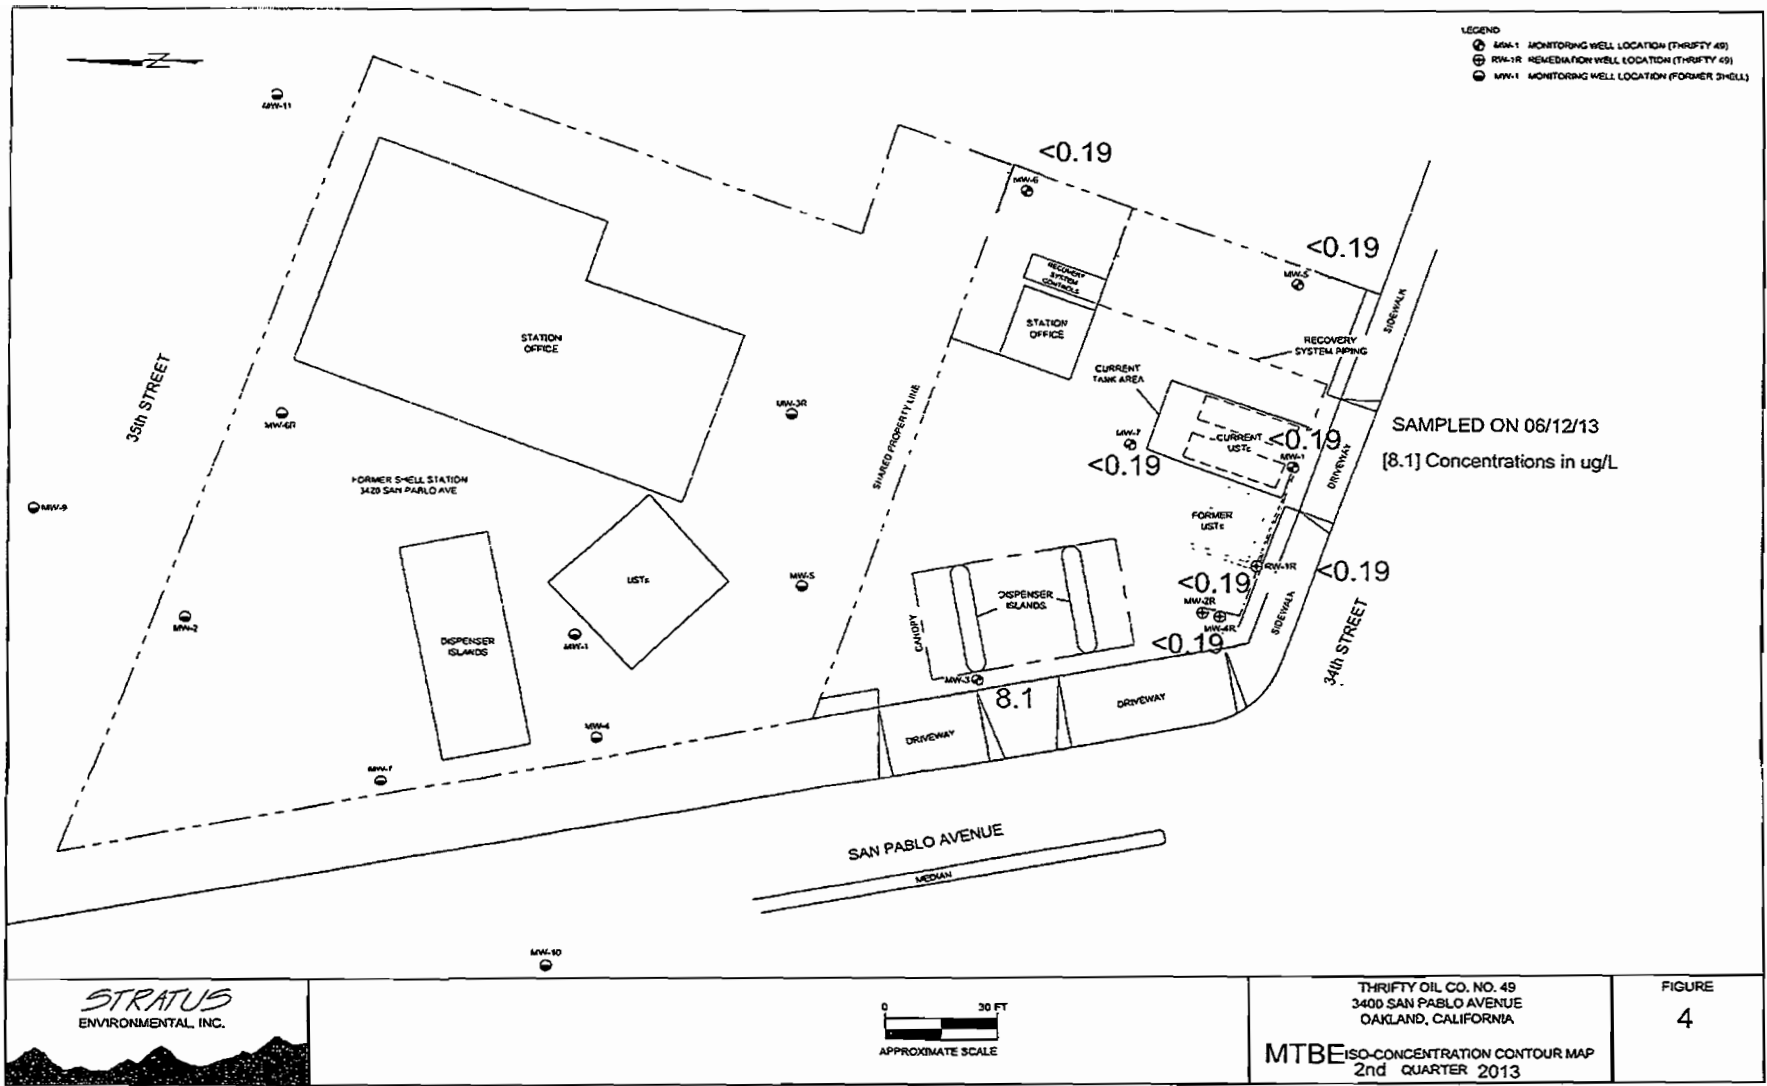 LEGEND
MW-1 MONITORING WELL LOCATION (THRIFTY 49)
RW-1R REMEDIATION WELL LOCATION (THRIFTY 49)
MW-1 MONITORING WELL LOCATION (FORMER SHELL)
Z
MW-11
<0.19
MW-6
<0.19
MW-5
RECOVERY
SYSTEM
CONTROLS
STATION
OFFICE
STATION
OFFICE
SIDEWALK
RECOVERY
SYSTEM PIPING
CURRENT
TANK AREA
35th STREET
MW-6R
MW-3R
SHARED PROPERTY LINE
MW-7
<0.19
CURRENT
USTs
<0.19
MW-1
DRIVEWAY
SAMPLED ON 06/12/13
[8.1] Concentrations in ug/L
FORMER SHELL STATION
3420 SAN PABLO AVE
MW-9
FORMER
USTs
RW-1R
<0.19
<0.19
MW-2R
MW-4R
<0.19
SIDEWALK
34th STREET
USTs
MW-5
CANOPY
DISPENSER
ISLANDS
MW-2
DISPENSER
ISLANDS
MW-1
MW-3
8.1
DRIVEWAY
DRIVEWAY
MW-4
MW-7
SAN PABLO AVENUE
MEDIAN
MW-10
STRATUS
ENVIRONMENTAL, INC.
0 30 FT
APPROXIMATE SCALE
THRIFTY OIL CO. NO. 49
3400 SAN PABLO AVENUE
OAKLAND, CALIFORNIA
MTBE ISO-CONCENTRATION CONTOUR MAP
2nd QUARTER 2013
FIGURE
4